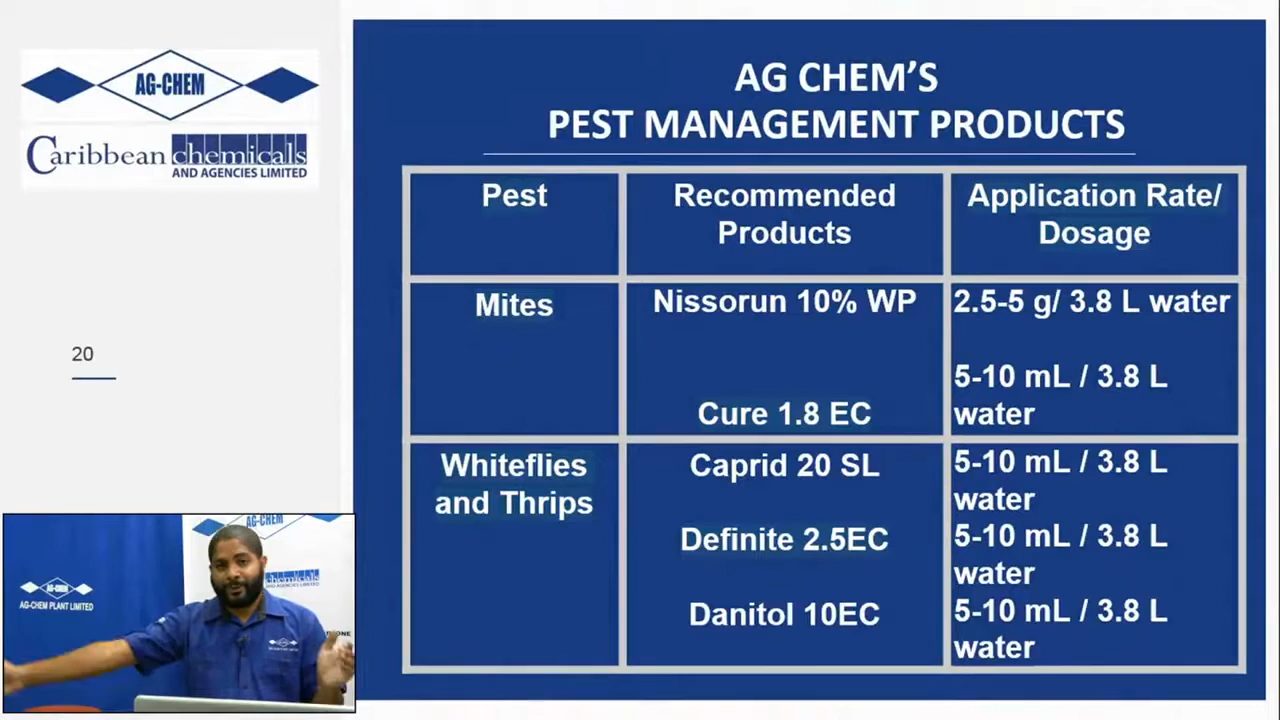 AG-CHEM
Caribbean chemicals
AND AGENCIES LIMITED
20
AG CHEM’S
PEST MANAGEMENT PRODUCTS
Pest
Recommended
Products
Application Rate/
Dosage
Mites
Nissorun 10% WP
2.5-5 g/ 3.8 L water
Cure 1.8 EC
5-10 mL / 3.8 L
water
Whiteflies
and Thrips
Caprid 20 SL
5-10 mL / 3.8 L
water
Definite 2.5EC
5-10 mL / 3.8 L
water
Danitol 10EC
5-10 mL / 3.8 L
water
AG-CHEM
AG-CHEM
AG-CHEM PLANT LIMITED
chemicals